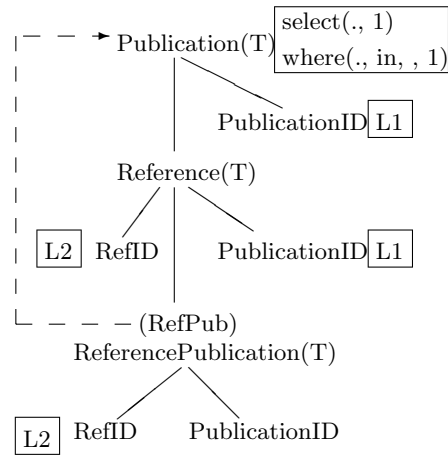 Publication(T) select(., 1)
where(., in, , 1)
PublicationID L1
Reference(T)
L2 RefID PublicationID L1
(RefPub)
ReferencePublication(T)
L2 RefID PublicationID